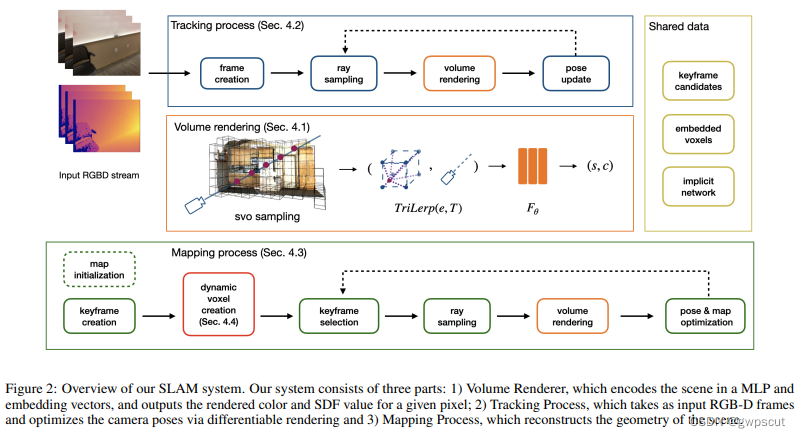 Tracking process (Sec. 4.2)
frame
creation
ray
sampling
volume
rendering
pose
update
Shared data
keyframe
candidates
embedded
voxels
implicit
network
Input RGBD stream
Volume rendering (Sec. 4.1)
svo sampling
( , )
TriLerp(e, T)
Fθ
(s, c)
Mapping process (Sec. 4.3)
map
initialization
keyframe
creation
dynamic
voxel
creation
(Sec. 4.4)
keyframe
selection
ray
sampling
volume
rendering
pose & map
optimization
Figure 2: Overview of our SLAM system. Our system consists of three parts: 1) Volume Renderer, which encodes the scene in a MLP and
embedding vectors, and outputs the rendered color and SDF value for a given pixel; 2) Tracking Process, which takes as input RGB-D frames
and optimizes the camera poses via differentiable rendering and 3) Mapping Process, which reconstructs the geometry of the scene.
CSDN @gwpscut